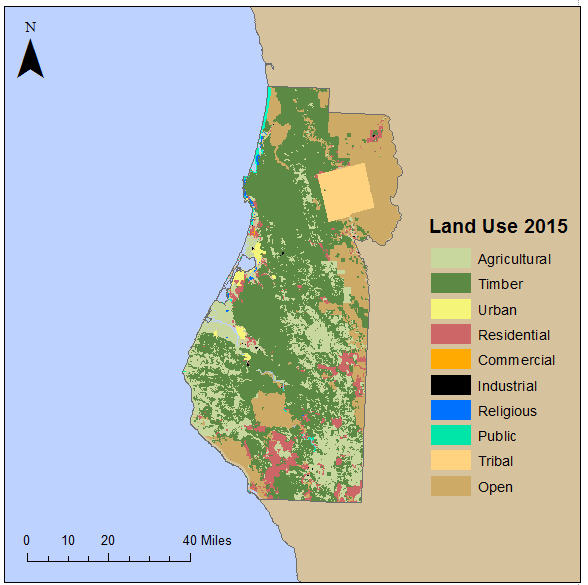 N
Land Use 2015
Agricultural
Timber
Urban
Residential
Commercial
Industrial
Religious
Public
Tribal
Open
0 10 20 40 Miles